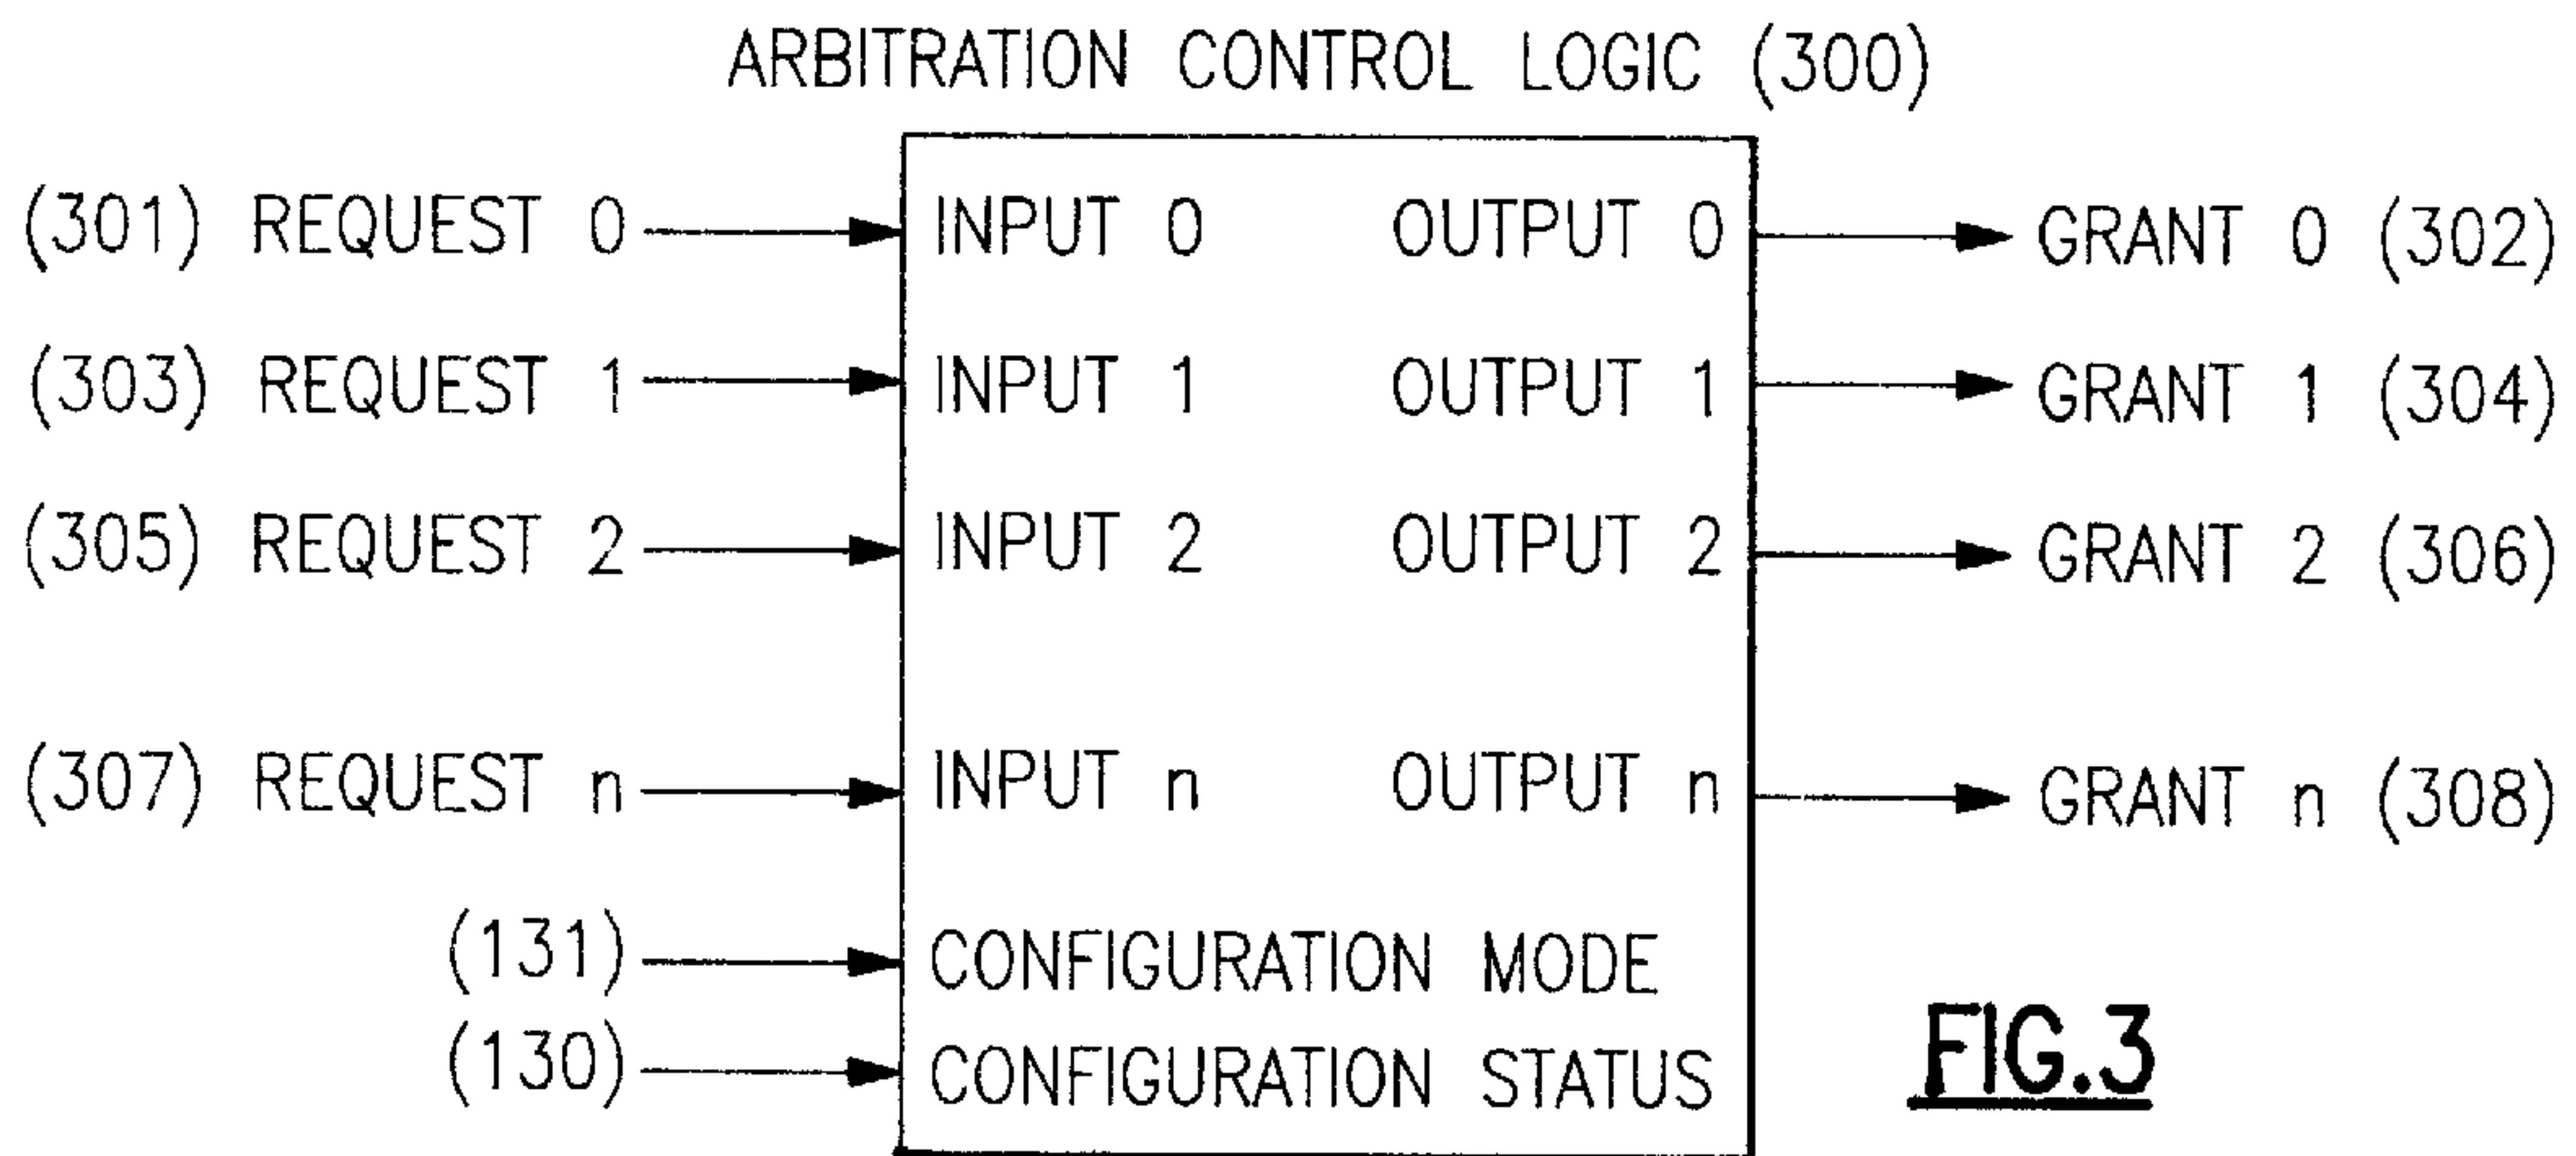 ARBITRATION CONTROL LOGIC (300)
(301) REQUEST 0 INPUT 0 OUTPUT 0 GRANT 0 (302)
(303) REQUEST 1 INPUT 1 OUTPUT 1 GRANT 1 (304)
(305) REQUEST 2 INPUT 2 OUTPUT 2 GRANT 2 (306)
(307) REQUEST n INPUT n OUTPUT n GRANT n (308)
(131) CONFIGURATION MODE
(130) CONFIGURATION STATUS
FIG.3